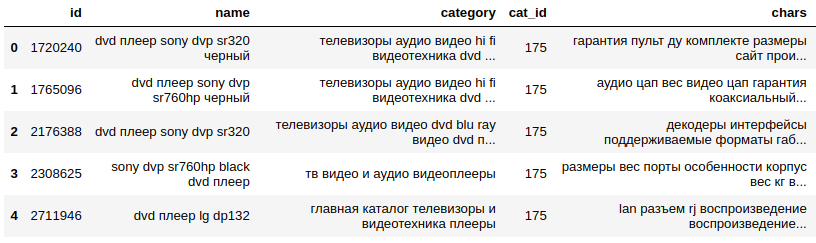 id name category cat_id chars
0 1720240 dvd плеер sony dvp sr320 черный телевизоры аудио видео hi fi видеотехника dvd ... 175 гарантия пульт ду комплекте размеры сайт прои...
1 1765096 dvd плеер sony dvp sr760hp черный телевизоры аудио видео hi fi видеотехника dvd ... 175 аудио цап вес видео цап гарантия коаксиальный...
2 2176388 dvd плеер sony dvp sr320 телевизоры аудио видео dvd blu ray видео dvd п... 175 декодеры интерфейсы поддерживаемые форматы габ...
3 2308625 sony dvp sr760hp black dvd плеер тв видео и аудио видеоплееры 175 размеры вес порты особенности корпус вес кг в...
4 2711946 dvd плеер lg dp132 главная каталог телевизоры и видеотехника плееры 175 lan разъем rj воспроизведение воспроизведение...